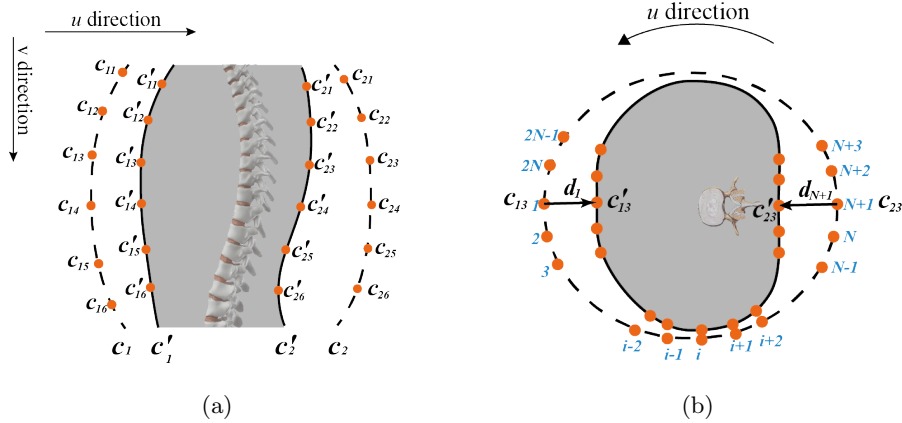 u direction
v direction
c11
c'11
c'21
c21
c12
c'12
c'22
c22
c13
c'13
c'23
c23
c14
c'14
c'24
c24
c15
c'15
c'25
c25
c16
c'16
c'26
c26
c1
c'1
c'2
c2
(a)
u direction
2N-1
N+3
2N
N+2
c13
1
d1
c'13
c'23
dN+1
N+1
c23
2
N
3
N-1
i-2
i-1
i
i+1
i+2
(b)